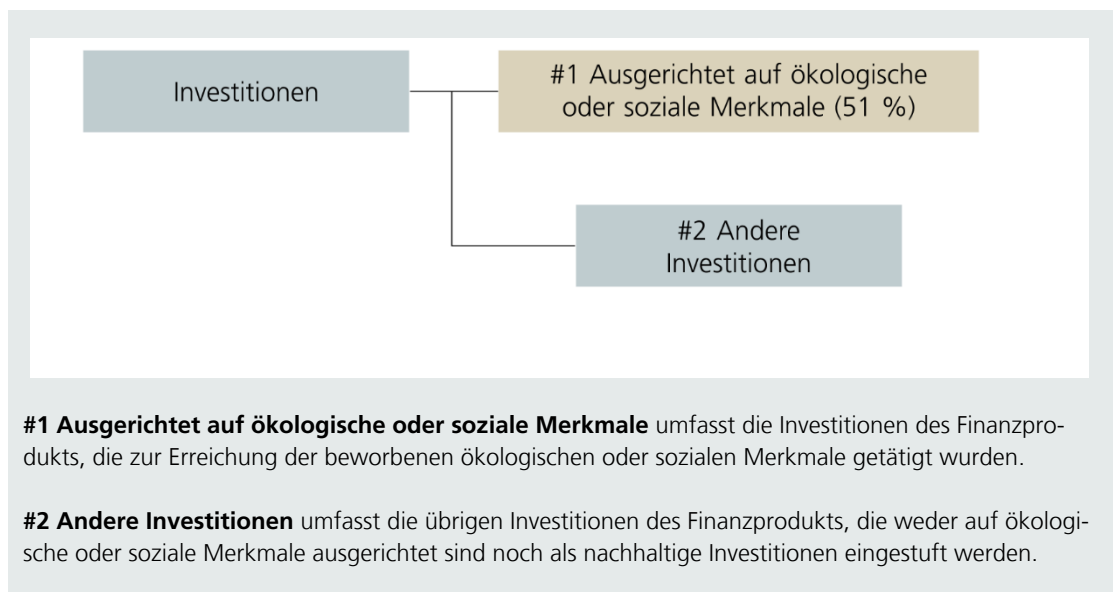 Investitionen
#1 Ausgerichtet auf ökologische
oder soziale Merkmale (51 %)
#2 Andere
Investitionen
#1 Ausgerichtet auf ökologische oder soziale Merkmale umfasst die Investitionen des Finanzpro-
dukts, die zur Erreichung der beworbenen ökologischen oder sozialen Merkmale getätigt wurden.
#2 Andere Investitionen umfasst die übrigen Investitionen des Finanzprodukts, die weder auf ökologi-
sche oder soziale Merkmale ausgerichtet sind noch als nachhaltige Investitionen eingestuft werden.